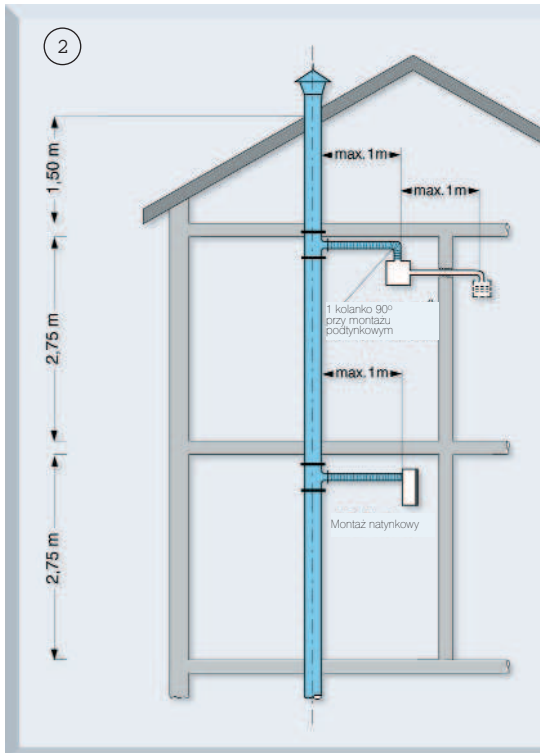 2
1,50 m
max. 1m
max. 1m
1 kolanko 90º
przy montażu
podtynkowym
2,75 m
max. 1m
2,75 m
Montaż natynkowy